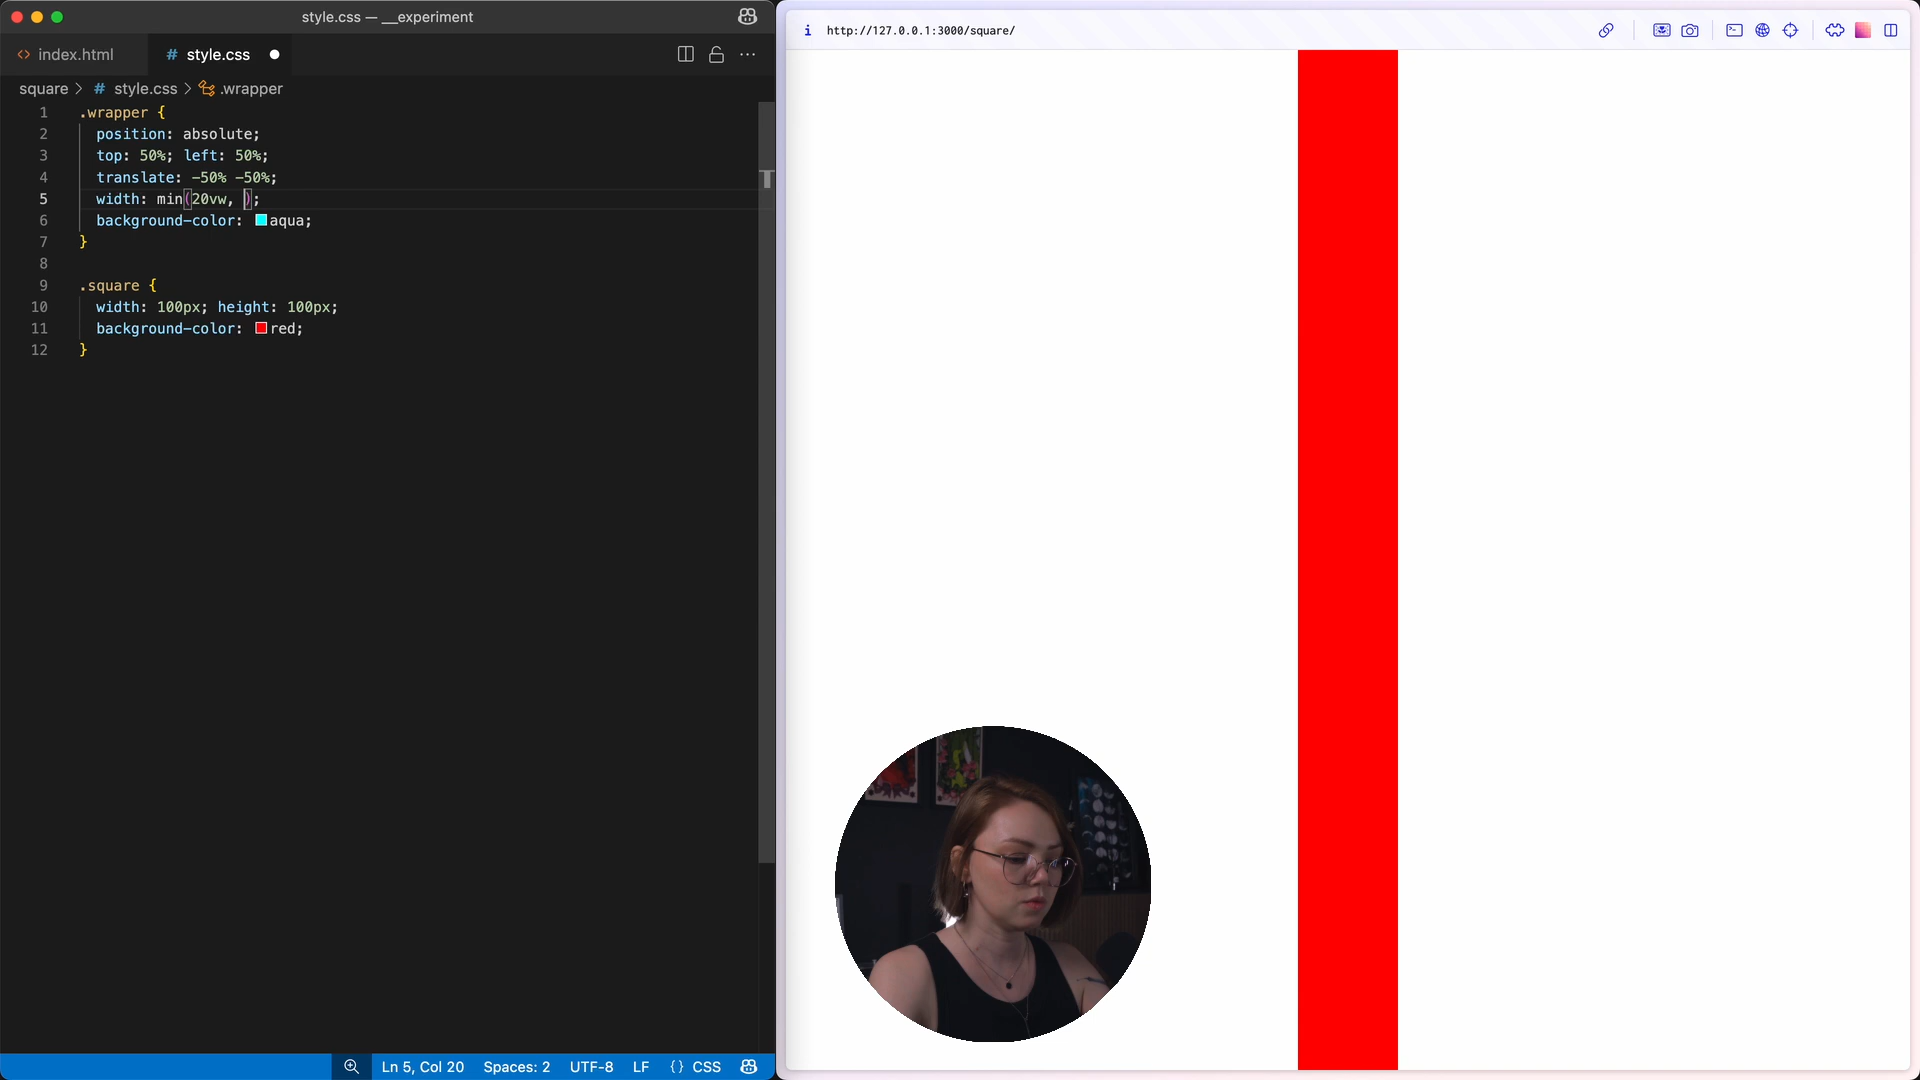 style.css — __experiment
index.html
# style.css
square > # style.css > .wrapper
1 .wrapper {
2 position: absolute;
3 top: 50%; left: 50%;
4 translate: -50% -50%;
5 width: min(20vw, );
6 background-color: aqua;
7 }
8
9 .square {
10 width: 100px; height: 100px;
11 background-color: red;
12 }
Ln 5, Col 20 Spaces: 2 UTF-8 LF {} CSS
i http://127.0.0.1:3000/square/